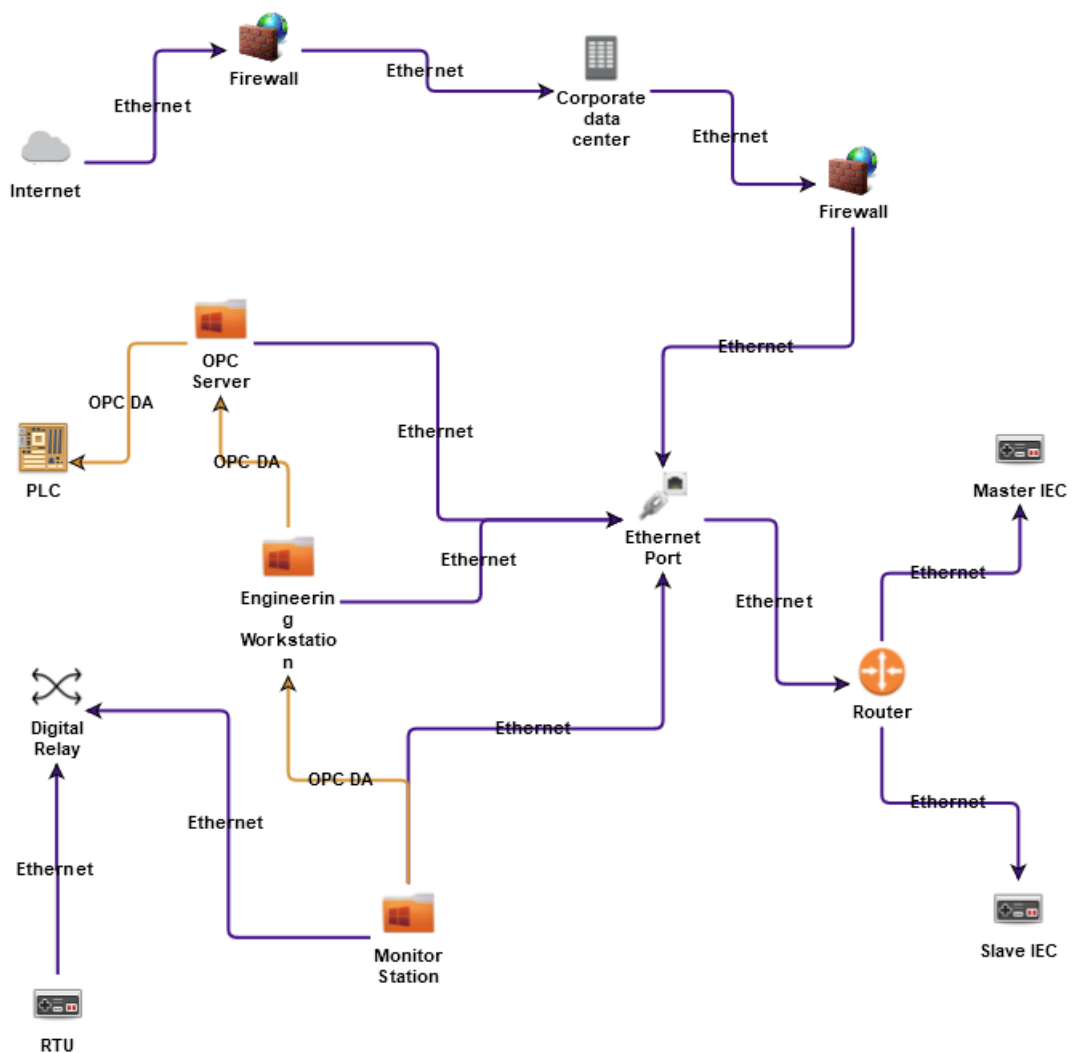 Firewall
Ethernet
Corporate
data
center
Ethernet
Ethernet
Internet
Firewall
Ethernet
OPC
Server
OPC DA
Ethernet
OPC DA
PLC
Master IEC
Ethernet
Port
Ethernet
Ethernet
Engineerin
g
Workstatio
n
Ethernet
Router
Digital
Relay
Ethernet
OPC DA
Ethernet
Ethernet
Ethernet
Monitor
Station
Slave IEC
RTU